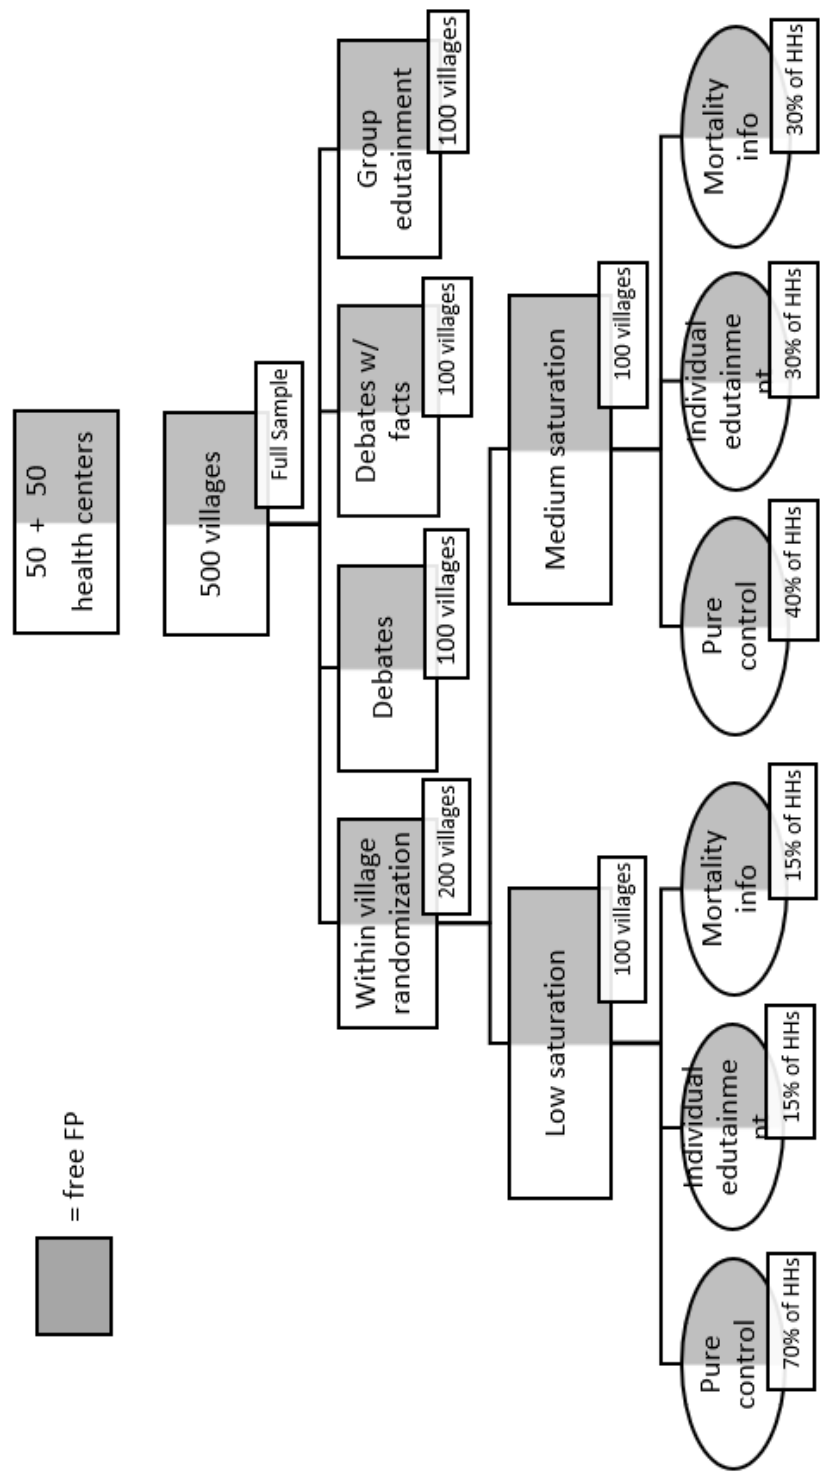 = free FP
50 + 50
health centers
500 villages
Full Sample
Within village
randomization
200 villages
Debates
100 villages
Debates w/
facts
100 villages
Group
edutainment
100 villages
Low saturation
100 villages
Medium saturation
100 villages
Pure
control
70% of HHs
Individual
edutainme
nt
15% of HHs
Mortality
info
15% of HHs
Pure
control
40% of HHs
Individual
edutainme
nt
30% of HHs
Mortality
info
30% of HHs